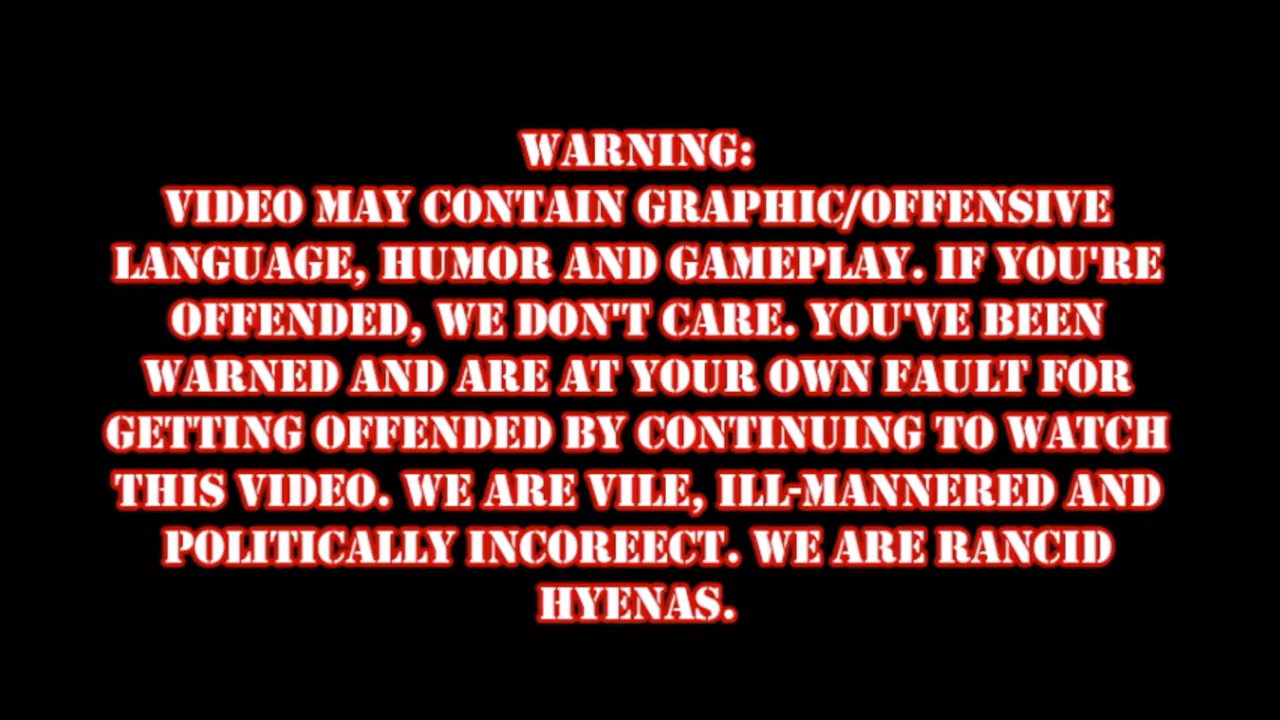 WARNING:
VIDEO MAY CONTAIN GRAPHIC/OFFENSIVE
LANGUAGE, HUMOR AND GAMEPLAY. IF YOU'RE
OFFENDED, WE DON'T CARE. YOU'VE BEEN
WARNED AND ARE AT YOUR OWN FAULT FOR
GETTING OFFENDED BY CONTINUING TO WATCH
THIS VIDEO. WE ARE VILE, ILL-MANNERED AND
POLITICALLY INCOREECT. WE ARE RANCID
HYENAS.